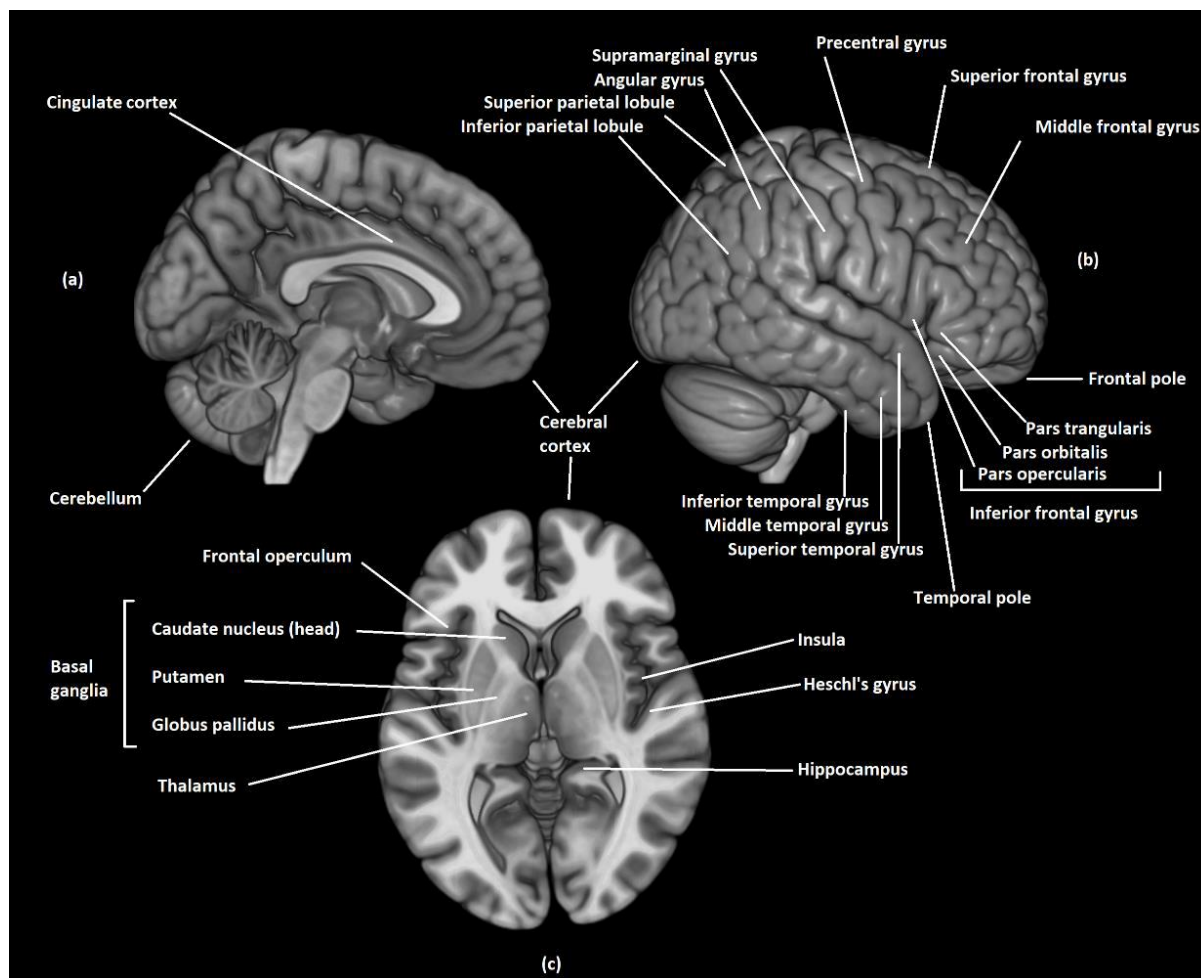 Supramarginal gyrus
Precentral gyrus
Angular gyrus
Superior frontal gyrus
Cingulate cortex
Superior parietal lobule
Inferior parietal lobule
Middle frontal gyrus
(a)
(b)
Frontal pole
Cerebral
cortex
Pars trangularis
Pars orbitalis
Pars opercularis
Cerebellum
Inferior temporal gyrus
Inferior frontal gyrus
Middle temporal gyrus
Superior temporal gyrus
Frontal operculum
Temporal pole
Caudate nucleus (head)
Insula
Basal
ganglia
Putamen
Heschl's gyrus
Globus pallidus
Thalamus
Hippocampus
(c)